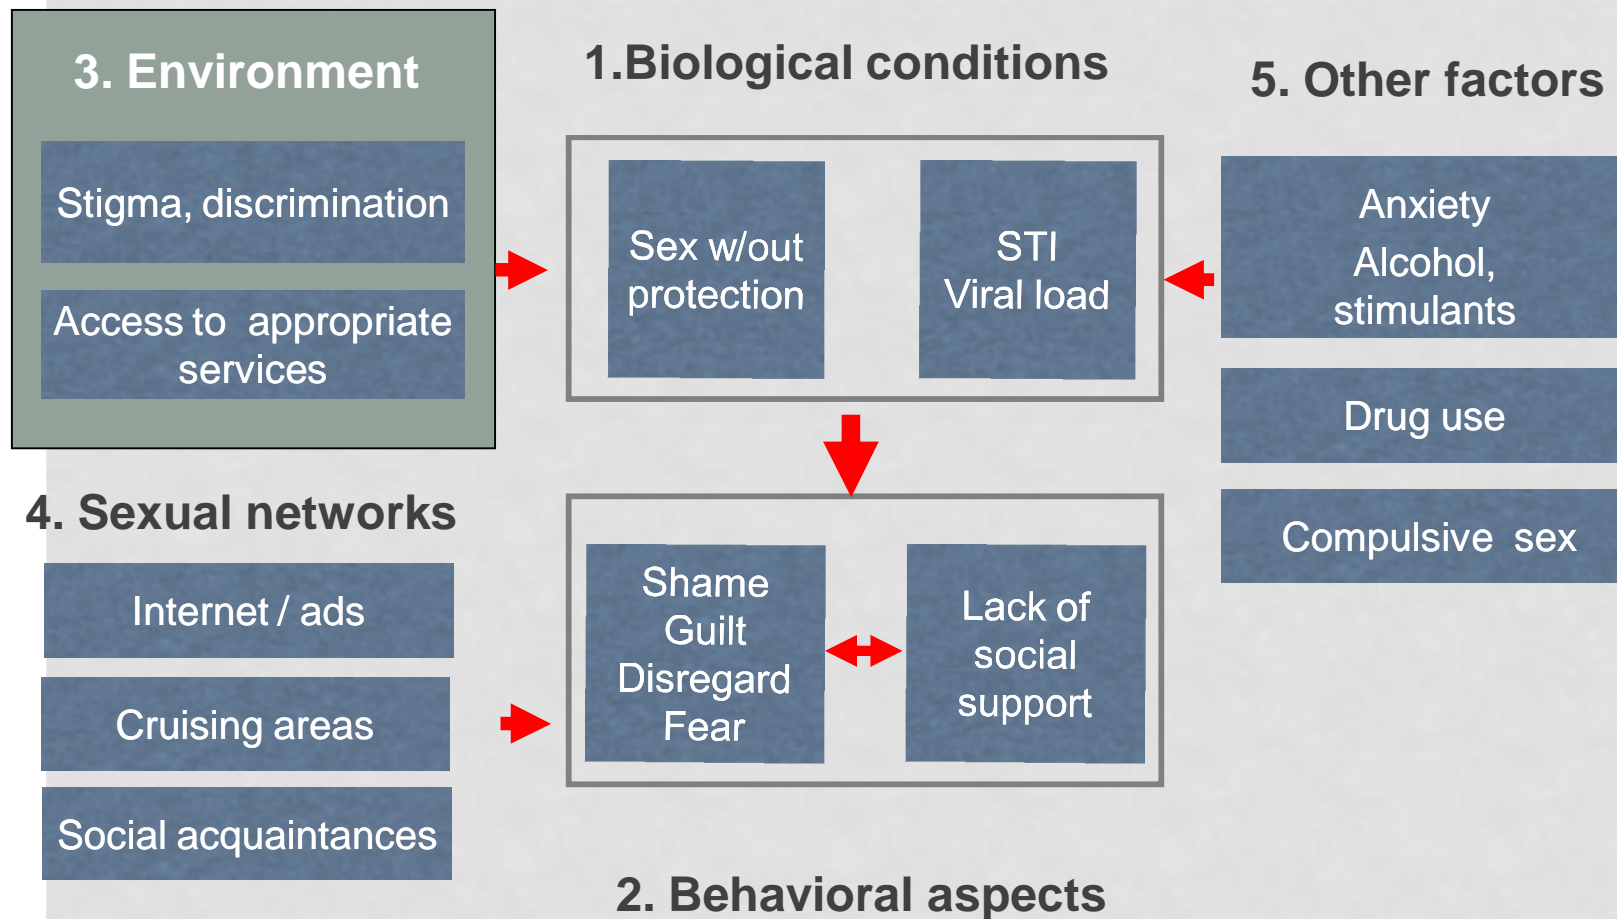 3. Environment
Stigma, discrimination
Access to appropriate
services
1.Biological conditions
Sex w/out
protection
STI
Viral load
5. Other factors
Anxiety
Alcohol,
stimulants
Drug use
Compulsive sex
4. Sexual networks
Internet / ads
Cruising areas
Social acquaintances
Shame
Guilt
Disregard
Fear
Lack of
social
support
2. Behavioral aspects